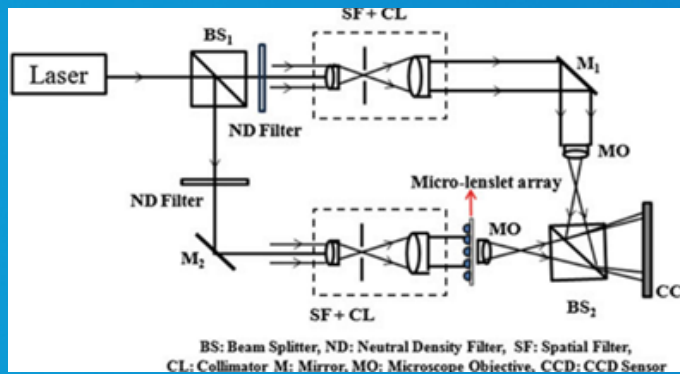 SF + CL
BS1
M1
Laser
ND Filter
MO
ND Filter
Micro-lenslet array
MO
M2
CC
BS2
SF + CL
BS: Beam Splitter, ND: Neutral Density Filter, SF: Spatial Filter,
CL: Collimator M: Mirror, MO: Microscope Objective, CCD: CCD Sensor